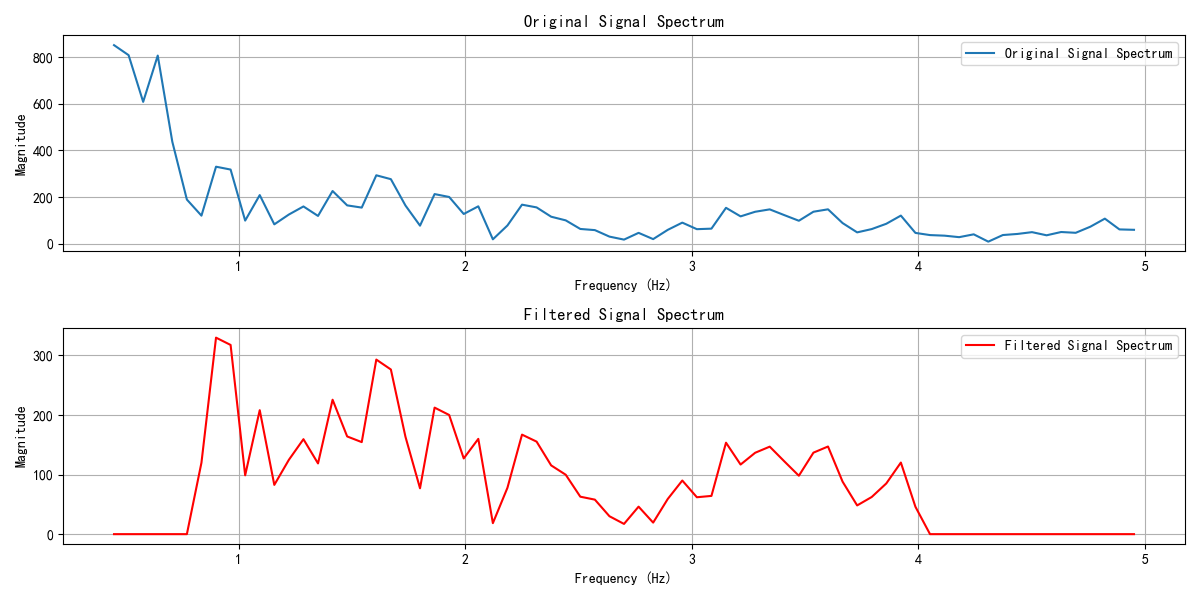 Original Signal Spectrum
Original Signal Spectrum
Magnitude
800
600
400
200
0
1 2 3 4 5
Frequency (Hz)
Filtered Signal Spectrum
Filtered Signal Spectrum
Magnitude
300
200
100
0
1 2 3 4 5
Frequency (Hz)